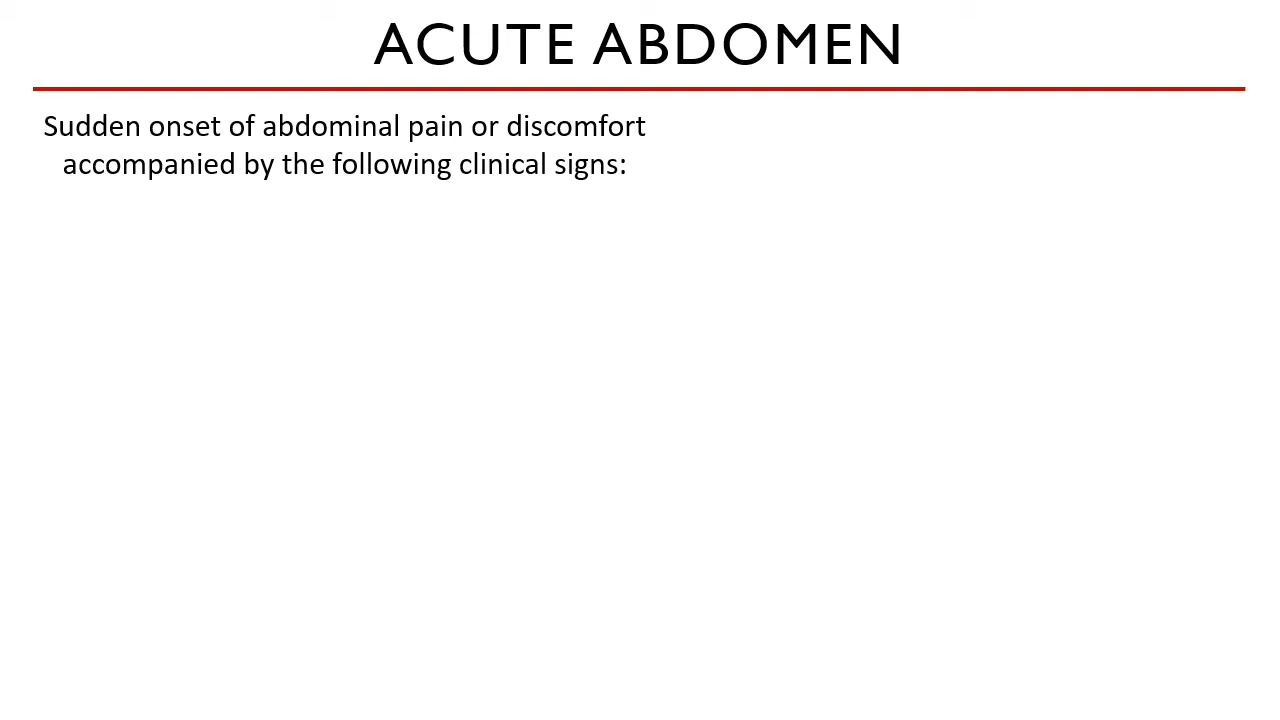 ACUTE ABDOMEN
Sudden onset of abdominal pain or discomfort
accompanied by the following clinical signs: